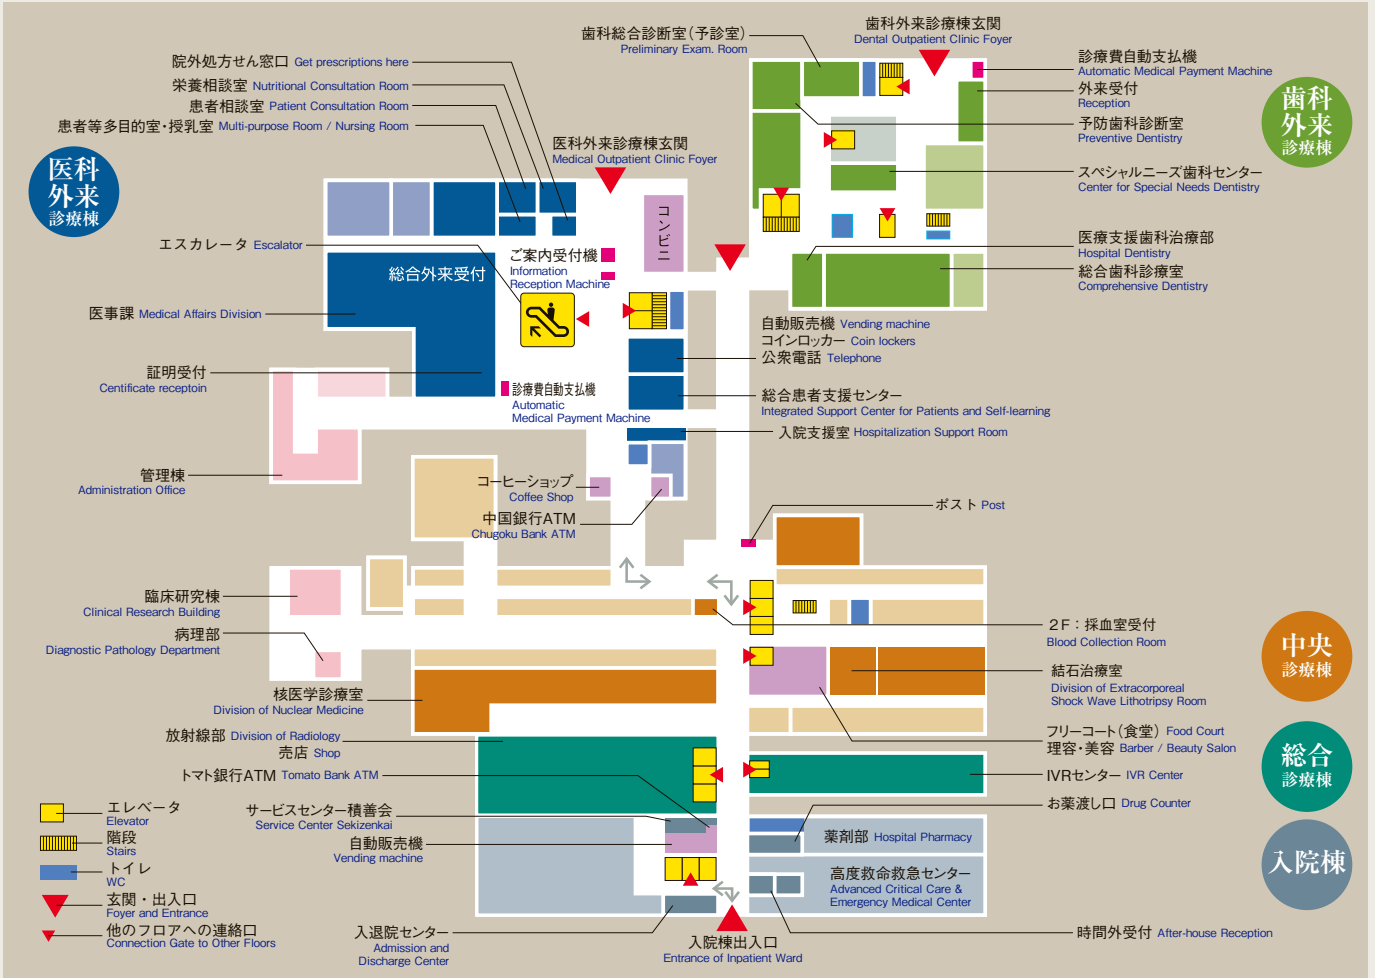 歯科総合診断室(予診室)
Preliminary Exam. Room
歯科外来診療棟玄関
Dental Outpatient Clinic Foyer
院外処方せん窓口 Get prescriptions here
栄養相談室 Nutritional Consultation Room
患者相談室 Patient Consultation Room
患者等多目的室・授乳室 Multi-purpose Room / Nursing Room
医科外来診療棟玄関
Medical Outpatient Clinic Foyer
診療費自動支払機
Automatic Medical Payment Machine
外来受付
Reception
予防歯科診断室
Preventive Dentistry
スペシャルニーズ歯科センター
Center for Special Needs Dentistry
医療支援歯科治療部
Hospital Dentistry
総合歯科診療室
Comprehensive Dentistry
歯科
外来
診療棟
医科
外来
診療棟
コンビニ
エスカレータ Escalator
総合外来受付
ご案内受付機
Information
Reception Machine
医事課 Medical Affairs Division
証明受付
Centificate receptoin
診療費自動支払機
Automatic
Medical Payment Machine
自動販売機 Vending machine
コインロッカー Coin lockers
公衆電話 Telephone
総合患者支援センター
Integrated Support Center for Patients and Self-learning
入院支援室 Hospitalization Support Room
管理棟
Administration Office
コーヒーショップ
Coffee Shop
中国銀行ATM
Chugoku Bank ATM
ポスト Post
臨床研究棟
Clinical Research Building
病理部
Diagnostic Pathology Department
核医学診療室
Division of Nuclear Medicine
放射線部 Division of Radiology
売店 Shop
トマト銀行ATM Tomato Bank ATM
サービスセンター積善会
Service Center Sekizenkai
自動販売機
Vending machine
2F：採血室受付
Blood Collection Room
結石治療室
Division of Extracorporeal
Shock Wave Lithotripsy Room
フリーコート(食堂) Food Court
理容・美容 Barber / Beauty Salon
IVRセンター IVR Center
お薬渡し口 Drug Counter
薬剤部 Hospital Pharmacy
高度救命救急センター
Advanced Critical Care &
Emergency Medical Center
中央
診療棟
総合
診療棟
入院棟
エレベータ
Elevator
階段
Stairs
トイレ
WC
玄関・出入口
Foyer and Entrance
他のフロアへの連絡口
Connection Gate to Other Floors
入退院センター
Admission and
Discharge Center
入院棟出入口
Entrance of Inpatient Ward
時間外受付 After-house Reception